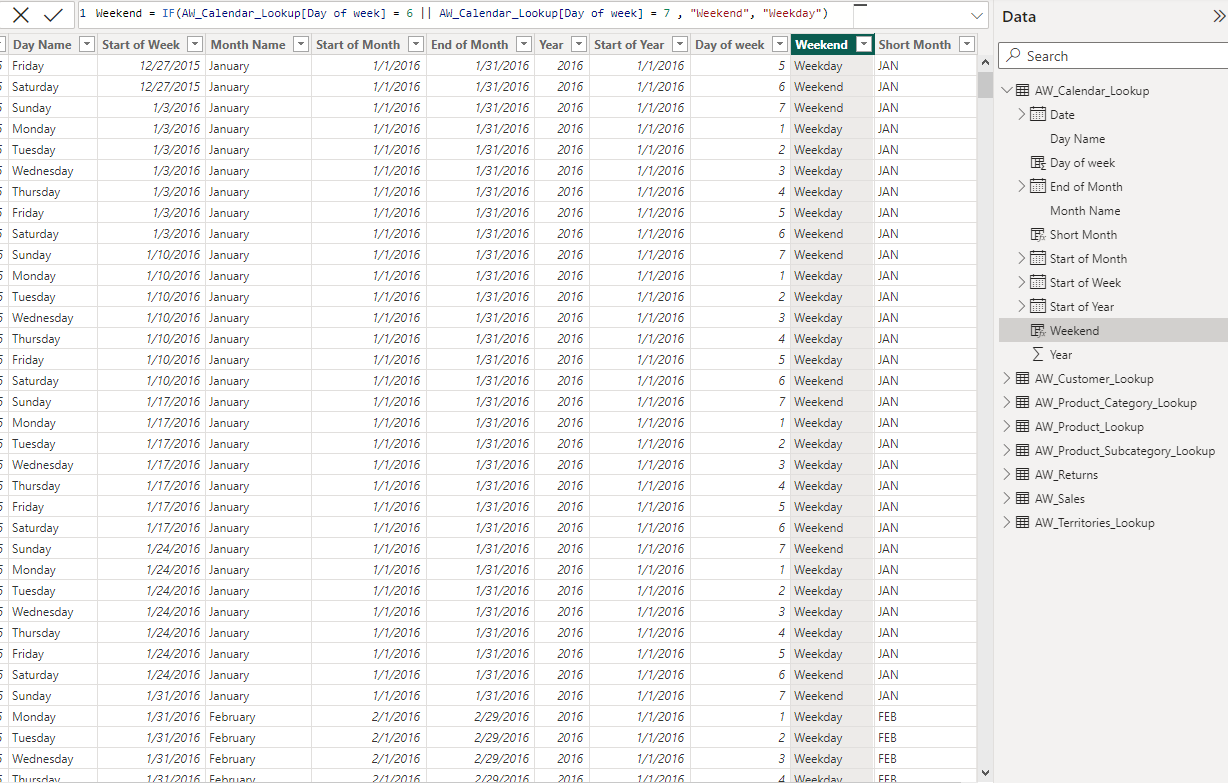 1 Weekend = IF(AW_Calendar_Lookup[Day of week] = 6 || AW_Calendar_Lookup[Day of week] = 7 , "Weekend", "Weekday")
Day Name Start of Week Month Name Start of Month End of Month Year Start of Year Day of week Weekend Short Month
Friday 12/27/2015 January 1/1/2016 1/31/2016 2016 1/1/2016 5 Weekday JAN
Saturday 12/27/2015 January 1/1/2016 1/31/2016 2016 1/1/2016 6 Weekend JAN
Sunday 1/3/2016 January 1/1/2016 1/31/2016 2016 1/1/2016 7 Weekend JAN
Monday 1/3/2016 January 1/1/2016 1/31/2016 2016 1/1/2016 1 Weekday JAN
Tuesday 1/3/2016 January 1/1/2016 1/31/2016 2016 1/1/2016 2 Weekday JAN
Wednesday 1/3/2016 January 1/1/2016 1/31/2016 2016 1/1/2016 3 Weekday JAN
Thursday 1/3/2016 January 1/1/2016 1/31/2016 2016 1/1/2016 4 Weekday JAN
Friday 1/3/2016 January 1/1/2016 1/31/2016 2016 1/1/2016 5 Weekday JAN
Saturday 1/3/2016 January 1/1/2016 1/31/2016 2016 1/1/2016 6 Weekend JAN
Sunday 1/10/2016 January 1/1/2016 1/31/2016 2016 1/1/2016 7 Weekend JAN
Monday 1/10/2016 January 1/1/2016 1/31/2016 2016 1/1/2016 1 Weekday JAN
Tuesday 1/10/2016 January 1/1/2016 1/31/2016 2016 1/1/2016 2 Weekday JAN
Wednesday 1/10/2016 January 1/1/2016 1/31/2016 2016 1/1/2016 3 Weekday JAN
Thursday 1/10/2016 January 1/1/2016 1/31/2016 2016 1/1/2016 4 Weekday JAN
Friday 1/10/2016 January 1/1/2016 1/31/2016 2016 1/1/2016 5 Weekday JAN
Saturday 1/10/2016 January 1/1/2016 1/31/2016 2016 1/1/2016 6 Weekend JAN
Sunday 1/17/2016 January 1/1/2016 1/31/2016 2016 1/1/2016 7 Weekend JAN
Monday 1/17/2016 January 1/1/2016 1/31/2016 2016 1/1/2016 1 Weekday JAN
Tuesday 1/17/2016 January 1/1/2016 1/31/2016 2016 1/1/2016 2 Weekday JAN
Wednesday 1/17/2016 January 1/1/2016 1/31/2016 2016 1/1/2016 3 Weekday JAN
Thursday 1/17/2016 January 1/1/2016 1/31/2016 2016 1/1/2016 4 Weekday JAN
Friday 1/17/2016 January 1/1/2016 1/31/2016 2016 1/1/2016 5 Weekday JAN
Saturday 1/17/2016 January 1/1/2016 1/31/2016 2016 1/1/2016 6 Weekend JAN
Sunday 1/24/2016 January 1/1/2016 1/31/2016 2016 1/1/2016 7 Weekend JAN
Monday 1/24/2016 January 1/1/2016 1/31/2016 2016 1/1/2016 1 Weekday JAN
Tuesday 1/24/2016 January 1/1/2016 1/31/2016 2016 1/1/2016 2 Weekday JAN
Wednesday 1/24/2016 January 1/1/2016 1/31/2016 2016 1/1/2016 3 Weekday JAN
Thursday 1/24/2016 January 1/1/2016 1/31/2016 2016 1/1/2016 4 Weekday JAN
Friday 1/24/2016 January 1/1/2016 1/31/2016 2016 1/1/2016 5 Weekday JAN
Saturday 1/24/2016 January 1/1/2016 1/31/2016 2016 1/1/2016 6 Weekend JAN
Sunday 1/31/2016 January 1/1/2016 1/31/2016 2016 1/1/2016 7 Weekend JAN
Monday 1/31/2016 February 2/1/2016 2/29/2016 2016 1/1/2016 1 Weekday FEB
Tuesday 1/31/2016 February 2/1/2016 2/29/2016 2016 1/1/2016 2 Weekday FEB
Wednesday 1/31/2016 February 2/1/2016 2/29/2016 2016 1/1/2016 3 Weekday FEB
Thursday 1/31/2016 February 2/1/2016 2/29/2016 2016 1/1/2016 4 Weekday FEB
Data
Search
AW_Calendar_Lookup
Date
Day Name
Day of week
End of Month
Month Name
Short Month
Start of Month
Start of Week
Start of Year
Weekend
Year
AW_Customer_Lookup
AW_Product_Category_Lookup
AW_Product_Lookup
AW_Product_Subcategory_Lookup
AW_Returns
AW_Sales
AW_Territories_Lookup